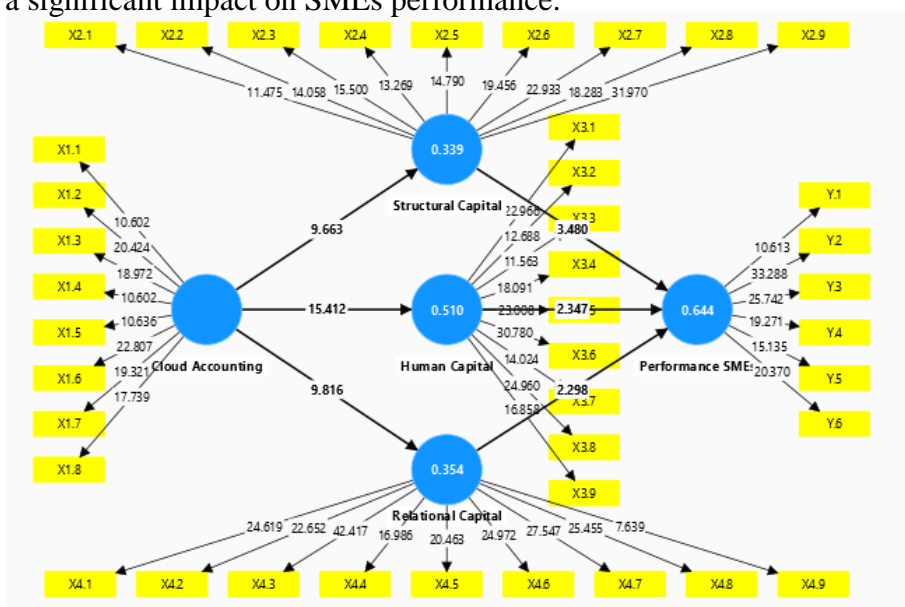 a significant impact on SMEs performance.
X2.1 X2.2 X2.3 X2.4 X2.5 X2.6 X2.7 X2.8 X2.9
11.475 14.058 15.500 13.269 14.790 19.456 22.933 18.283 31.970
X3.1
X1.1
0.339
X3.2
X1.2
Structural Capital
22.966
Y.1
10.602
X3.3
9.663
12.688
3.480
X1.3
20.424
10.613
Y.2
11.563
X3.4
18.972
33.288
X1.4
10.602
18.091
25.742
Y.3
15.412
0.510
2.347
0.644
X1.5
10.636
30.780
19.271
Y.4
22.807
X3.6
14.024
15.135
Cloud Accounting
Human Capital
Performance SMEs
X1.6
19.321
20.370
Y.5
17.739
9.816
24.960
2.298
X3.7
16.858
X1.7
Y.6
X3.8
X1.8
0.354
X3.9
Relational Capital
24.619 22.652 42.417 16.986 20.463 24.972 27.547 25.455 7.639
X4.1 X4.2 X4.3 X4.4 X4.5 X4.6 X4.7 X4.8 X4.9